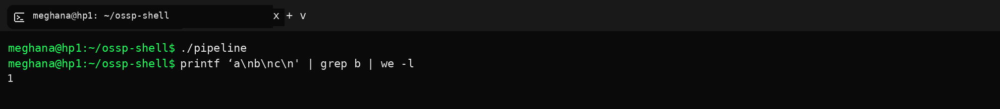 meghana@hp1: ~/ossp-shell x + v
meghana@hp1:~/ossp-shell$ ./pipeline
meghana@hp1:~/ossp-shell$ printf ‘a\nb\nc\n' | grep b | we -l
1